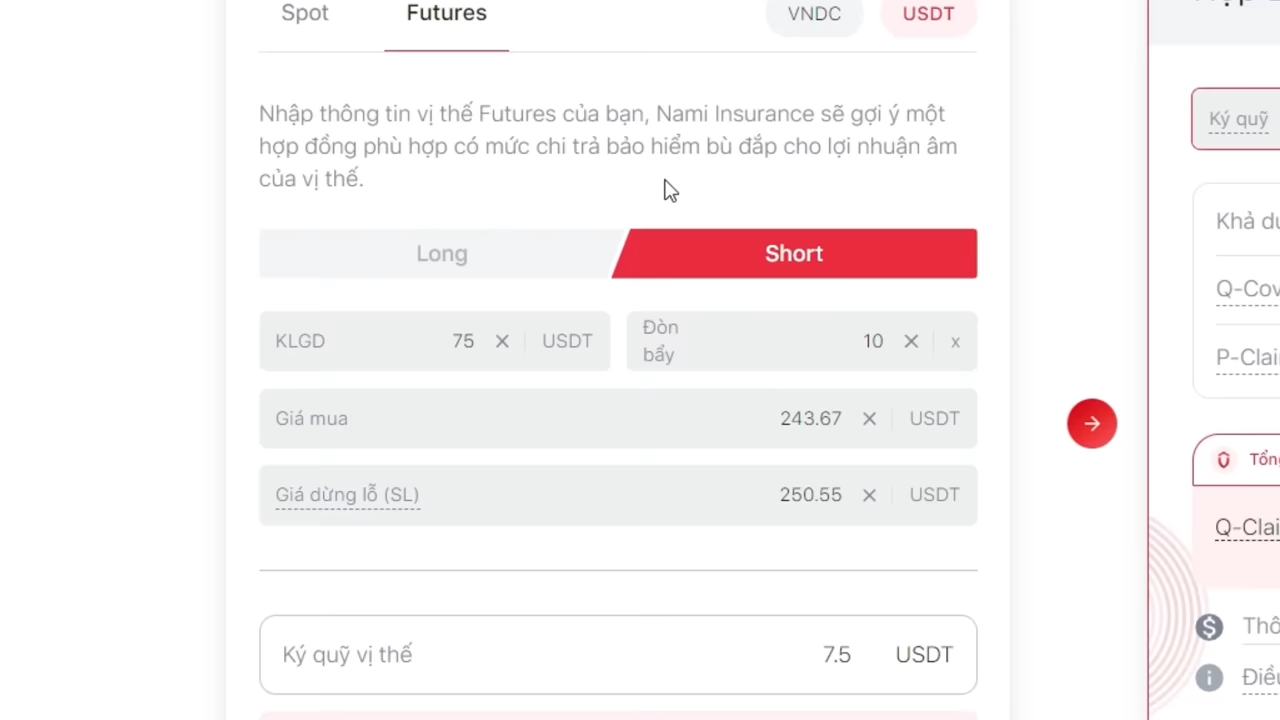 Spot
Futures
VNDC
USDT
Nhập thông tin vị thế Futures của bạn, Nami Insurance sẽ gợi ý một
hợp đồng phù hợp có mức chi trả bảo hiểm bù đắp cho lợi nhuận âm
của vị thế.
Long
Short
KLGD
75
USDT
Đòn
bẩy
10
x
Giá mua
243.67
USDT
Giá dừng lỗ (SL)
250.55
USDT
Ký quỹ vị thế
7.5
USDT
Ký quỹ
Khả